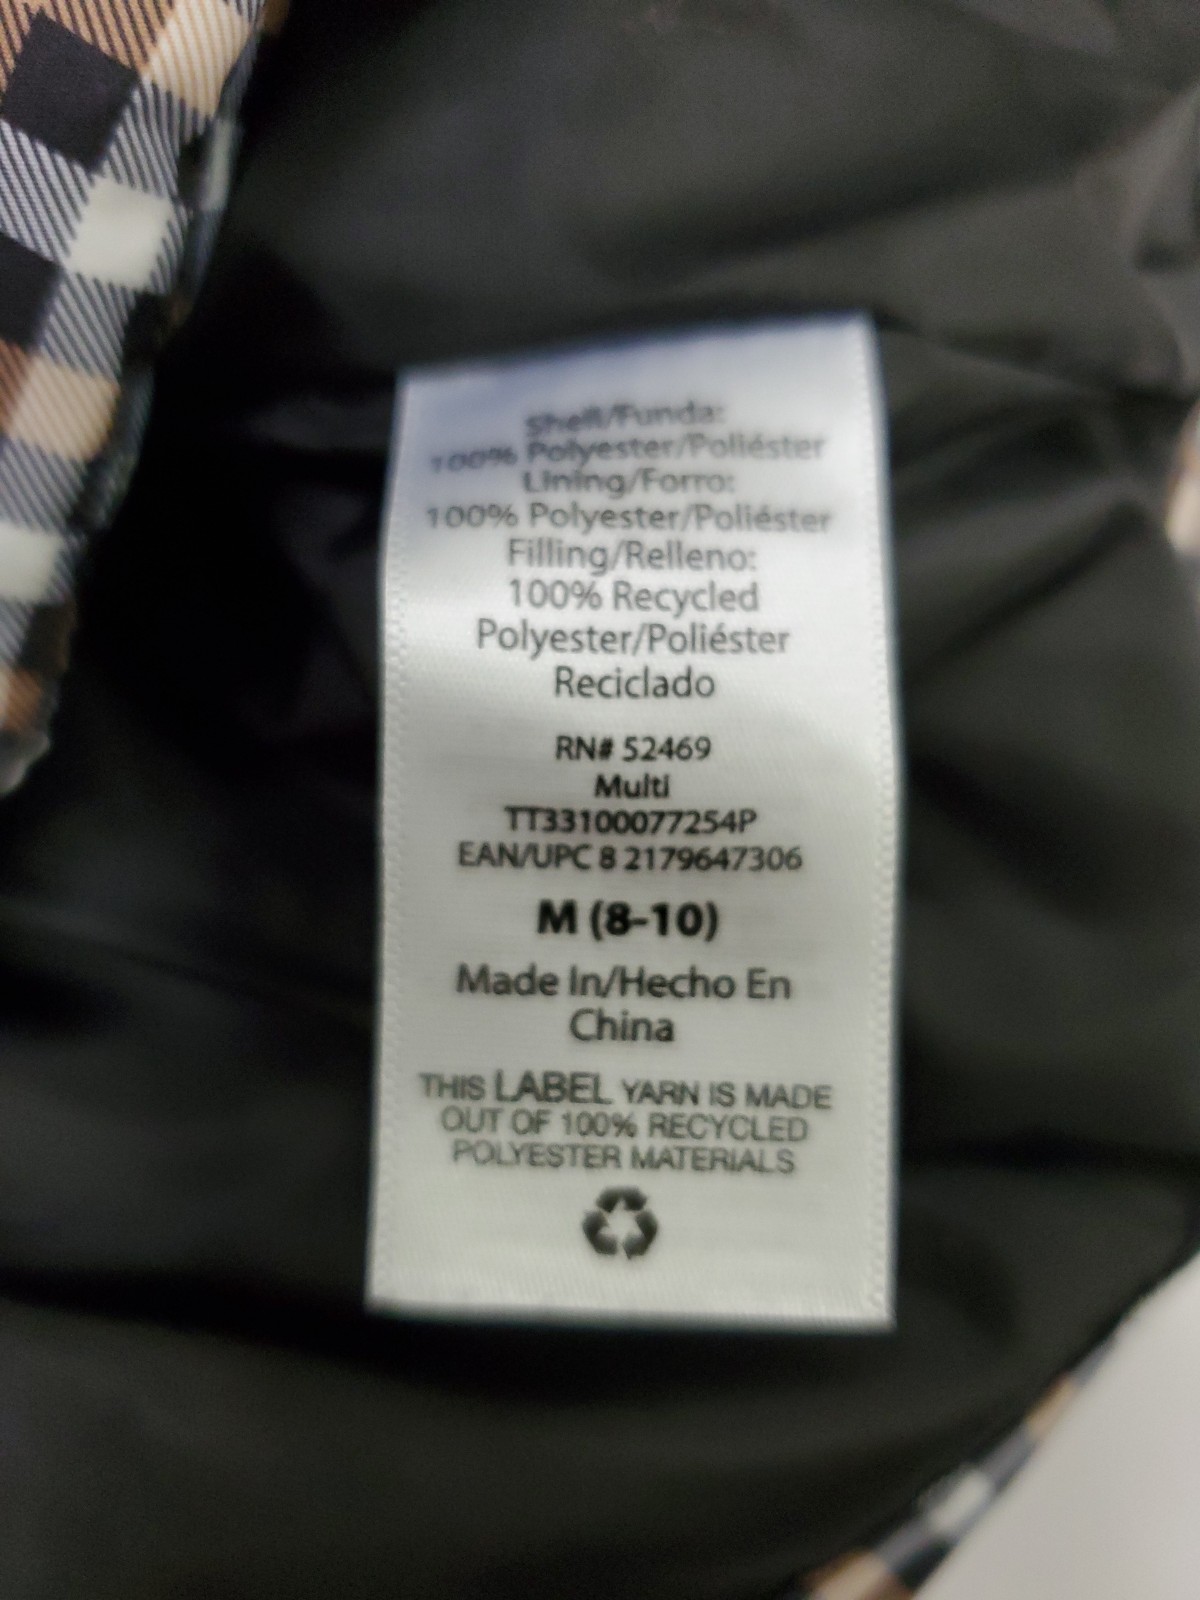 Shell/Funda:
100% Polyester/Poliéster
Lining/Forro:
100% Polyester/Poliéster
Filling/Relleno:
100% Recycled
Polyester/Poliéster
Reciclado
RN# 52469
Multi
TT33100077254P
EAN/UPC 8 2179647306
M (8-10)
Made In/Hecho En
China
THIS LABEL YARN IS MADE
OUT OF 100% RECYCLED
POLYESTER MATERIALS